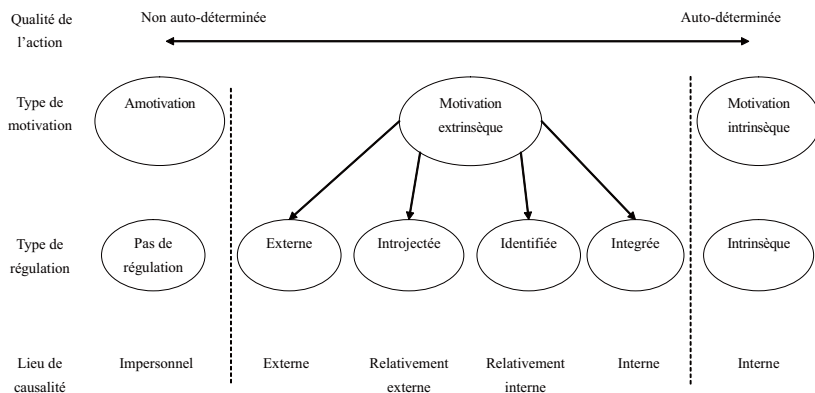 Qualité de
l'action
Non auto-déterminée
Auto-déterminée
Type de
motivation
Amotivation
Motivation
extrinsèque
Motivation
intrinsèque
Type de
régulation
Pas de
régulation
Externe
Introjectée
Identifiée
Integrée
Intrinsèque
Lieu de
causalité
Impersonnel
Externe
Relativement
externe
Relativement
interne
Interne
Interne